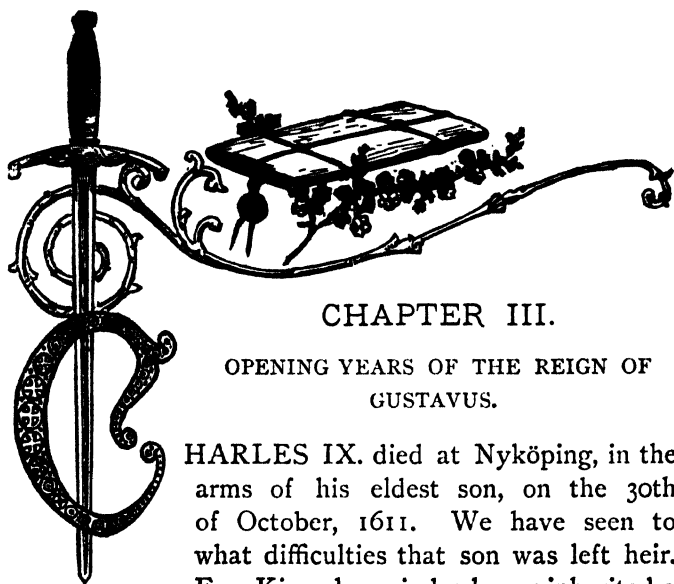 CHAPTER III.
OPENING YEARS OF THE REIGN OF
GUSTAVUS.
CHARLES IX. died at Nyköping, in the
arms of his eldest son, on the 30th
of October, 1611. We have seen to
what difficulties that son was left heir.